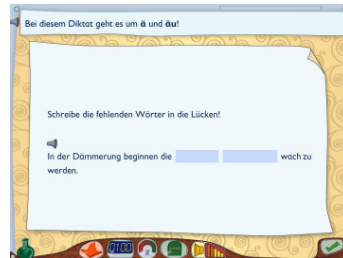 Bei diesem Diktat geht es um ä und äu!
Schreibe die fehlenden Wörter in die Lücken!
In der Dämmerung beginnen die wach zu
werden.
0100